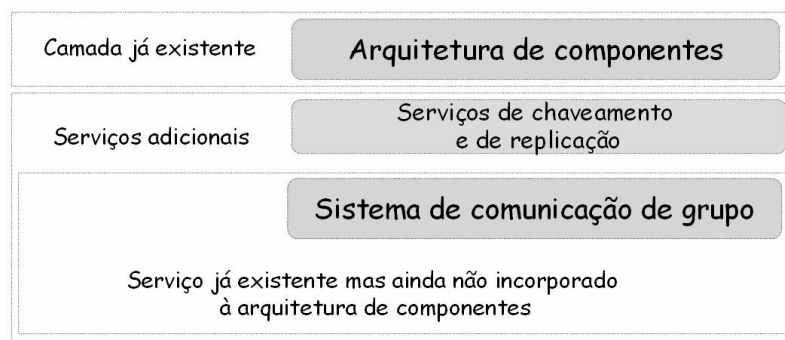 Camada já existente
Arquitetura de componentes
Serviços adicionais
Serviços de chaveamento
e de replicação
Sistema de comunicação de grupo
Serviço já existente mas ainda não incorporado
à arquitetura de componentes